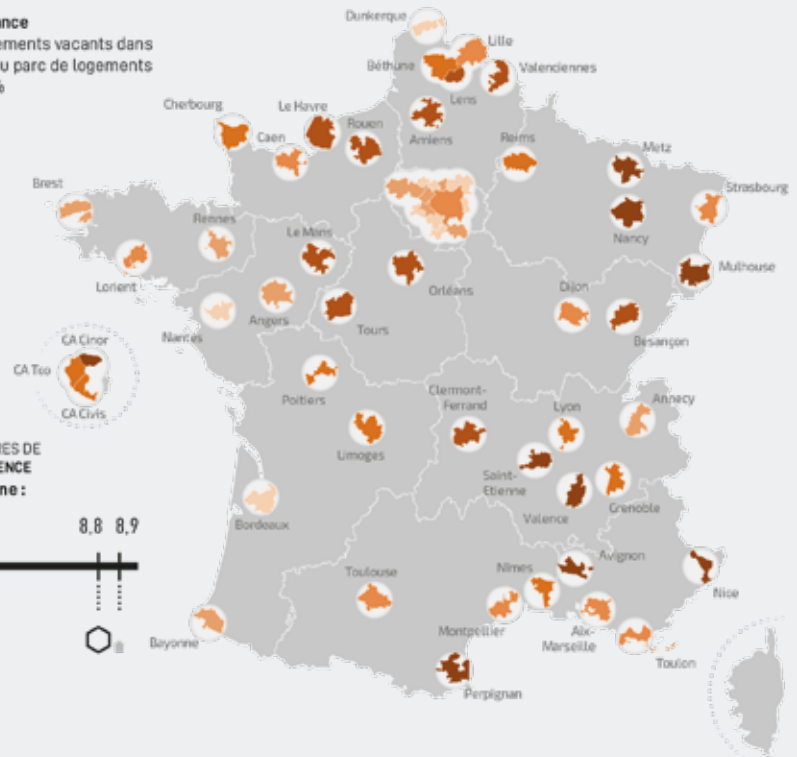 ance
ements vacants dans
u parc de logements
%
Dunkerque
Lille
Béthune
Valenciennes
Lens
Cherbourg
Le Havre
Caen
Rouen
Amiens
Reims
Metz
Strasbourg
Brest
Rennes
Le Mans
Nancy
Mulhouse
Lorient
Orléans
Dijon
Angers
Nantes
Tours
Besançon
CA Cinor
CA Tco
CA Civis
Poitiers
Clermont-
Ferrand
Lyon
Annecy
Limoges
Saint-
Etienne
Grenoble
Valence
RES DE
ENCE
ne :
8,8 8,9
Bordeaux
Avignon
Toulouse
Nîmes
Nice
Bayonne
Montpellier
Aix-
Marseille
Toulon
Perpignan